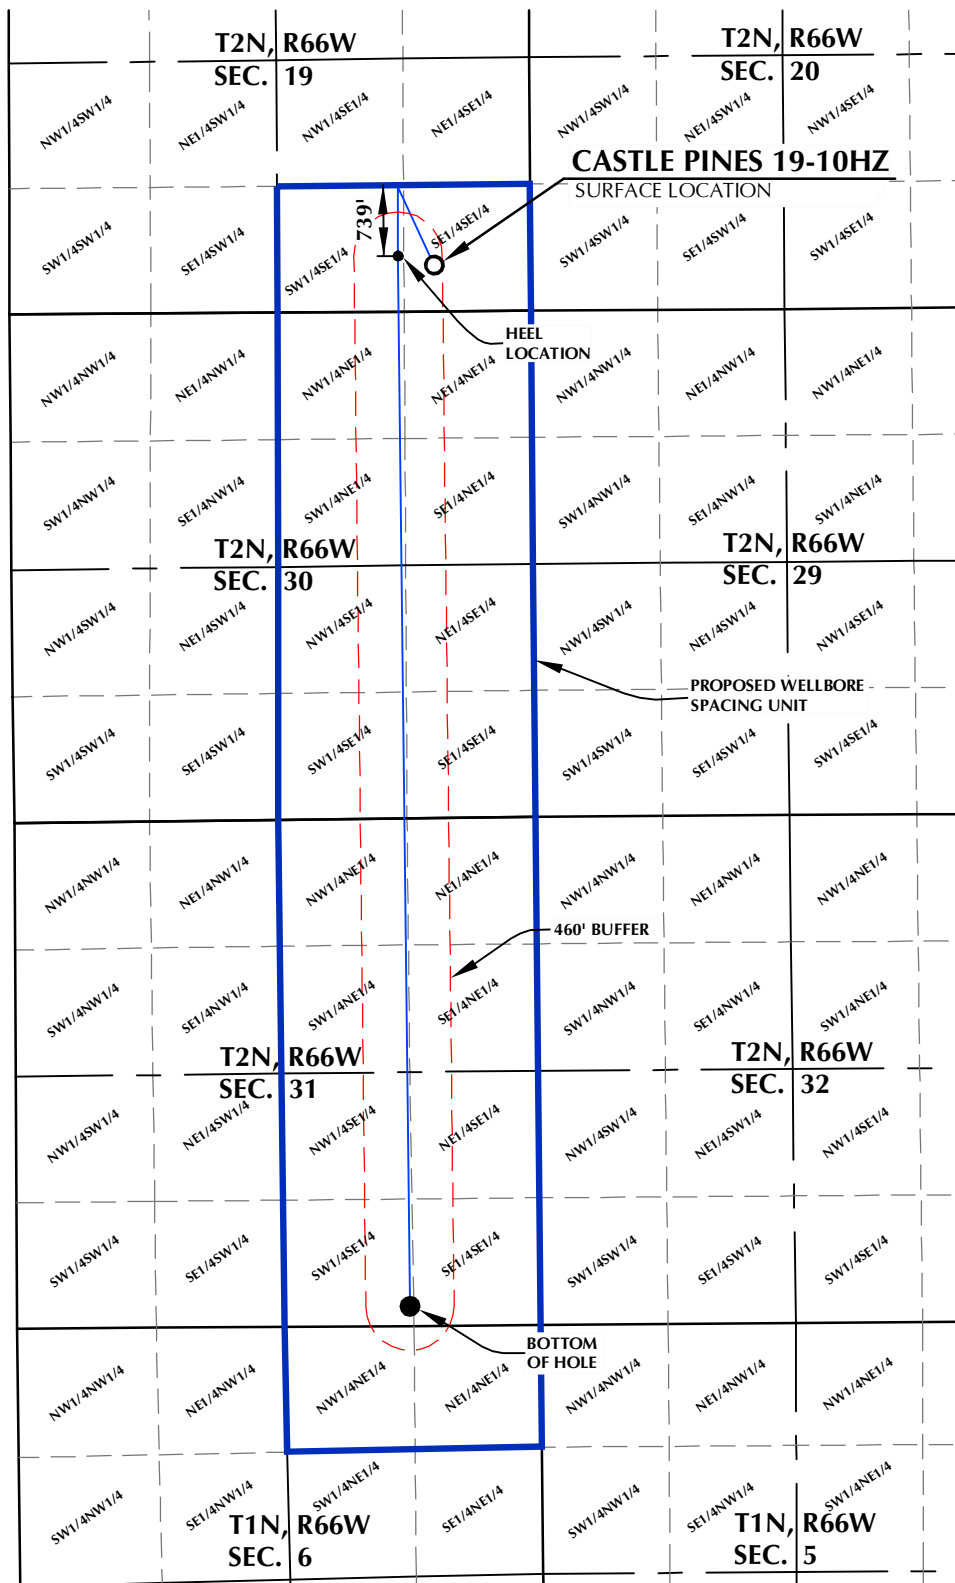 T2N, R66W
SEC. 19
T2N, R66W
SEC. 20
NW1/4SW1/4
NE1/4SW1/4
NW1/4SE1/4
NE1/4SE1/4
NW1/4SW1/4
NE1/4SW1/4
NW1/4SE1/4
CASTLE PINES 19-10HZ
SURFACE LOCATION
739'
SW1/4SW1/4
SE1/4SW1/4
SW1/4SE1/4
SE1/4SE1/4
SW1/4SW1/4
SE1/4SW1/4
SW1/4SE1/4
HEEL
LOCATION
NW1/4NW1/4
NE1/4NW1/4
NW1/4NE1/4
NE1/4NE1/4
NW1/4NW1/4
NE1/4NW1/4
NW1/4NE1/4
SW1/4NW1/4
SE1/4NW1/4
SW1/4NE1/4
SE1/4NE1/4
SW1/4NW1/4
SE1/4NW1/4
SW1/4NE1/4
T2N, R66W
SEC. 30
T2N, R66W
SEC. 29
NW1/4SW1/4
NE1/4SW1/4
NW1/4SE1/4
NE1/4SE1/4
NW1/4SW1/4
NE1/4SW1/4
NW1/4SE1/4
PROPOSED WELLBORE
SPACING UNIT
SW1/4SW1/4
SE1/4SW1/4
SW1/4SE1/4
SE1/4SE1/4
SW1/4SW1/4
SE1/4SW1/4
SW1/4SE1/4
NW1/4NW1/4
NE1/4NW1/4
NW1/4NE1/4
NE1/4NE1/4
NW1/4NW1/4
NE1/4NW1/4
NW1/4NE1/4
460' BUFFER
SW1/4NW1/4
SE1/4NW1/4
SW1/4NE1/4
SE1/4NE1/4
SW1/4NW1/4
SE1/4NW1/4
SW1/4NE1/4
T2N, R66W
SEC. 31
T2N, R66W
SEC. 32
NW1/4SW1/4
NE1/4SW1/4
NW1/4SE1/4
NE1/4SE1/4
NW1/4SW1/4
NE1/4SW1/4
NW1/4SE1/4
SW1/4SW1/4
SE1/4SW1/4
SW1/4SE1/4
SE1/4SE1/4
SW1/4SW1/4
SE1/4SW1/4
SW1/4SE1/4
BOTTOM
OF HOLE
NW1/4NW1/4
NE1/4NW1/4
NW1/4NE1/4
NE1/4NE1/4
NW1/4NW1/4
NE1/4NW1/4
NW1/4NE1/4
SW1/4NW1/4
SE1/4NW1/4
SW1/4NE1/4
SE1/4NE1/4
SW1/4NW1/4
SE1/4NW1/4
SW1/4NE1/4
T1N, R66W
SEC. 6
T1N, R66W
SEC. 5